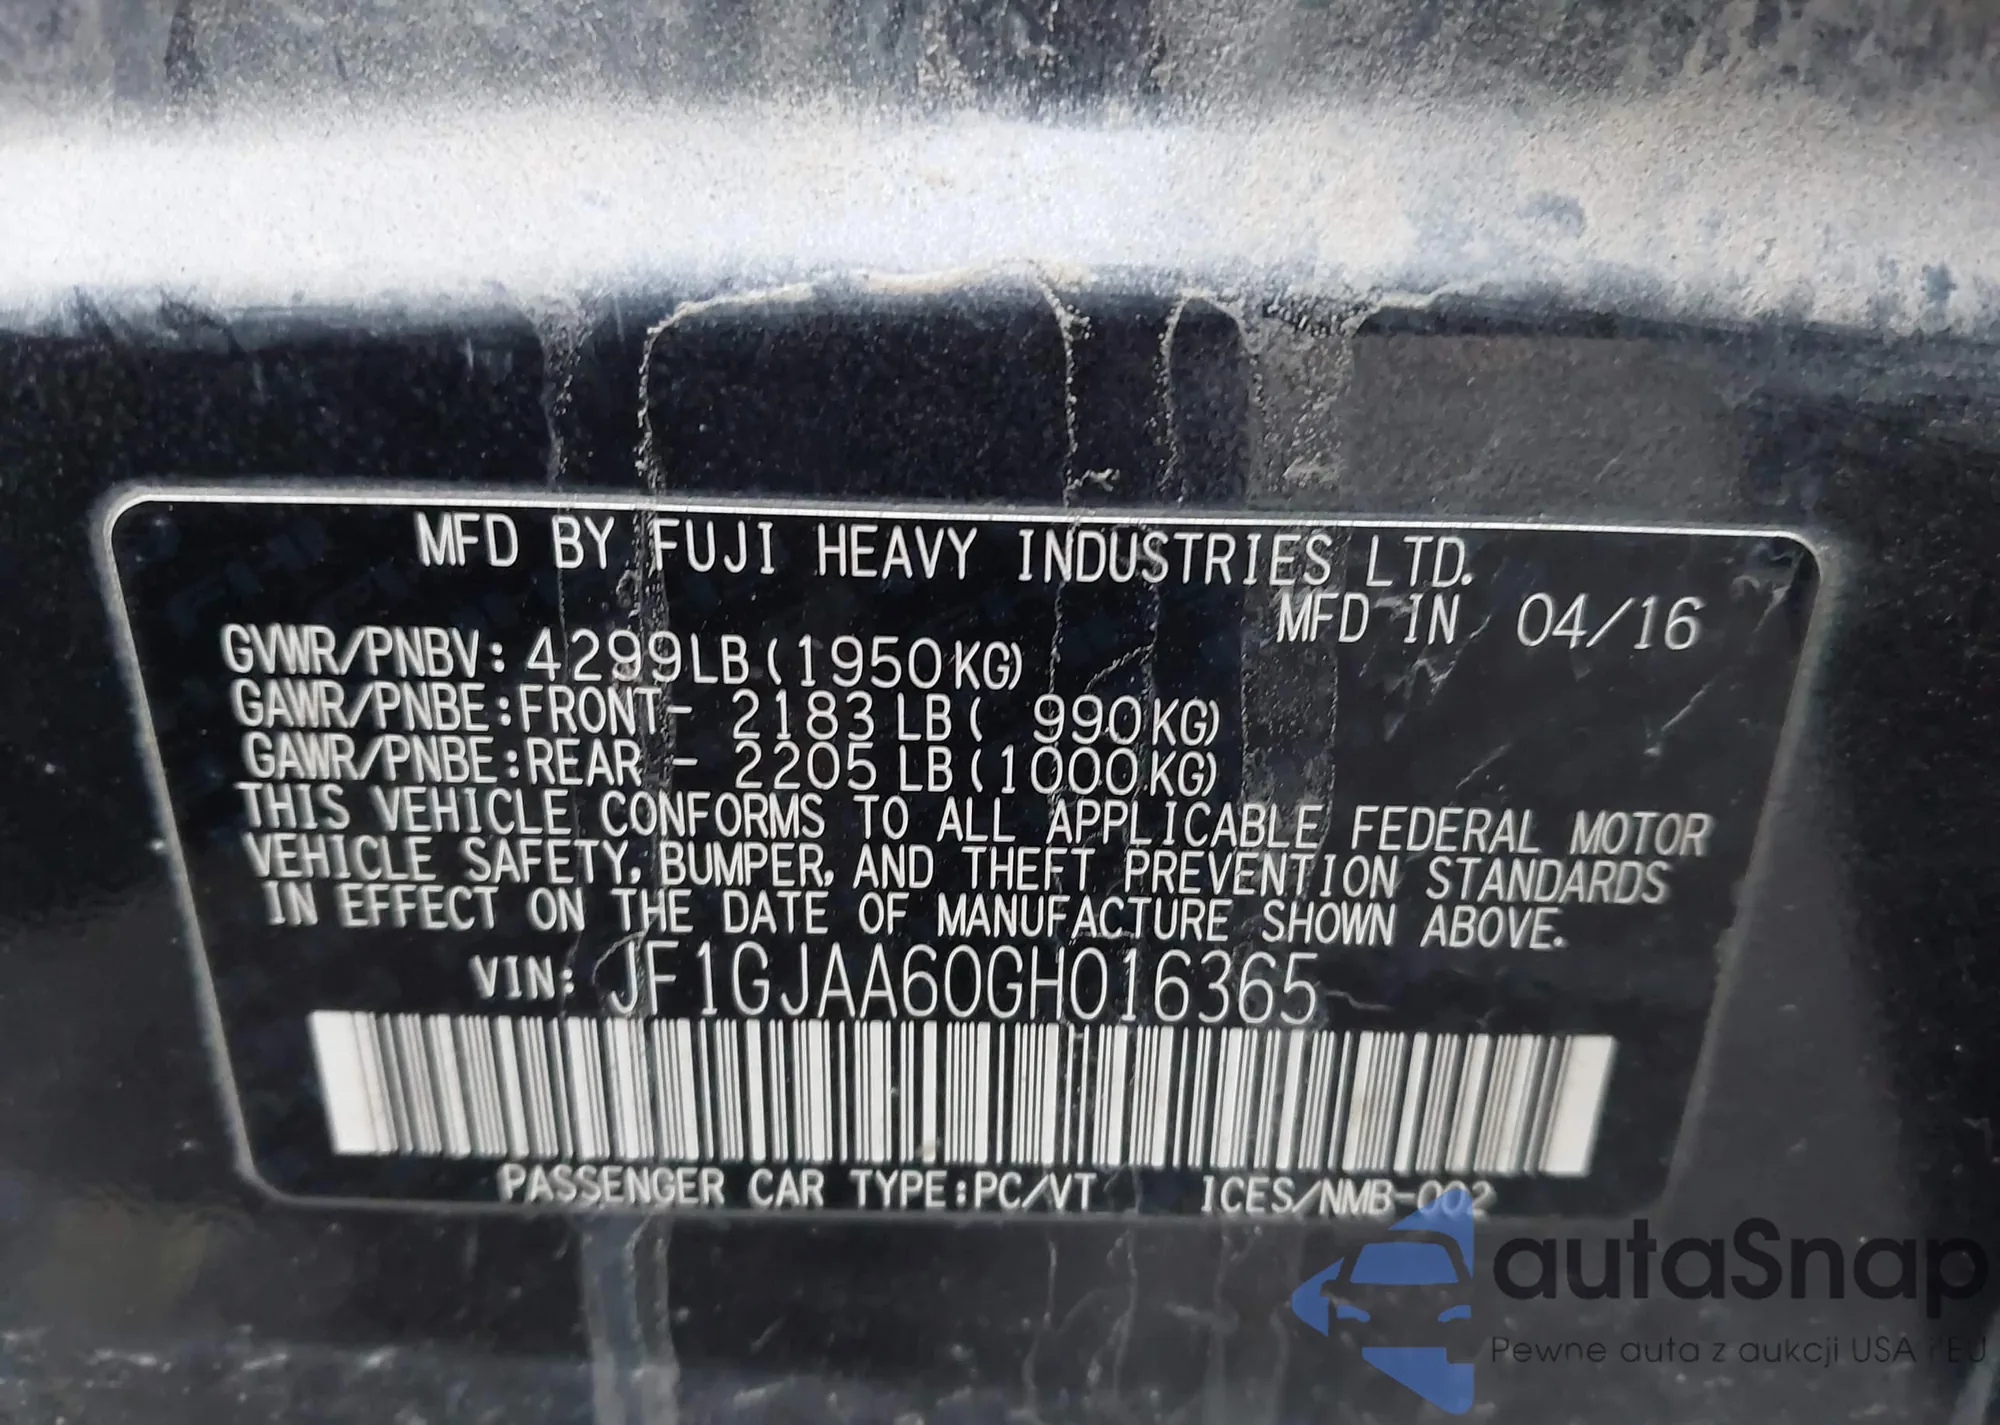 MFD BY FUJI HEAVY INDUSTRIES LTD.
MFD IN 04/16
GVWR/PNBV: 4299LB (1950KG)
GAWR/PNBE:FRONT- 2183 LB ( 990KG)
GAWR/PNBE:REAR - 2205 LB (1000KG)
THIS VEHICLE CONFORMS TO ALL APPLICABLE FEDERAL MOTOR
VEHICLE SAFETY, BUMPER, AND THEFT PREVENTION STANDARDS
IN EFFECT ON THE DATE OF MANUFACTURE SHOWN ABOVE.
VIN: JF1GJAA60GH016365
PASSENGER CAR TYPE:PC/VT ICES/NMB-002
autaSnap
Pewne auta z aukcji USA i EU